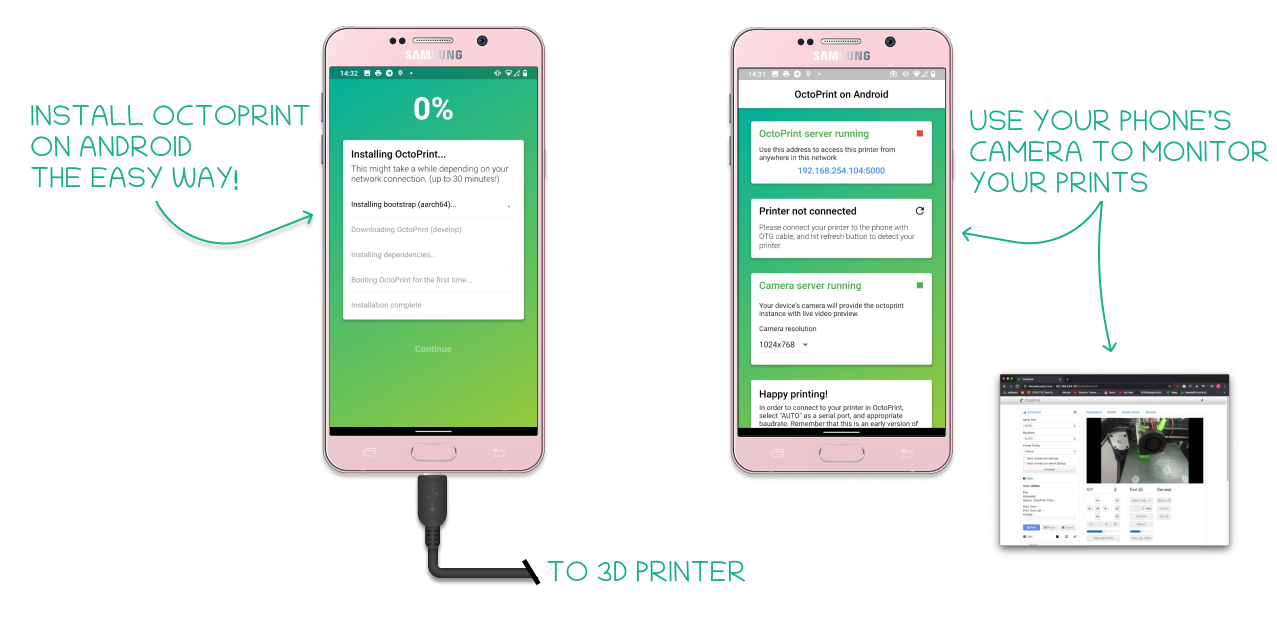 INSTALL OCTOPRINT
ON ANDROID
THE EASY WAY!
SAMSUNG
14:32
0%
Installing OctoPrint...
This might take a while depending on your
network connection. (up to 30 minutes!)
Installing bootstrap (aarch64)...
Downloading OctoPrint (develop)
Installing dependencies...
Booting OctoPrint for the first time...
Installation complete
Continue
TO 3D PRINTER
SAMSUNG
14:31
OctoPrint on Android
OctoPrint server running
Use this address to access this printer from
anywhere in this network
192.168.254.104:5000
Printer not connected
Please connect your printer to the phone with
OTG cable, and hit refresh button to detect your
printer.
Camera server running
Your device's camera will provide the octoprint
instance with live video preview.
Camera resolution
1024x768
Happy printing!
In order to connect to your printer in OctoPrint,
select "AUTO" as a serial port, and appropriate
baudrate. Remember that this is an early version of
USE YOUR PHONE'S
CAMERA TO MONITOR
YOUR PRINTS
OctoPrint
AUTO
AUTO
X/Y
Z
Tool (E)
General